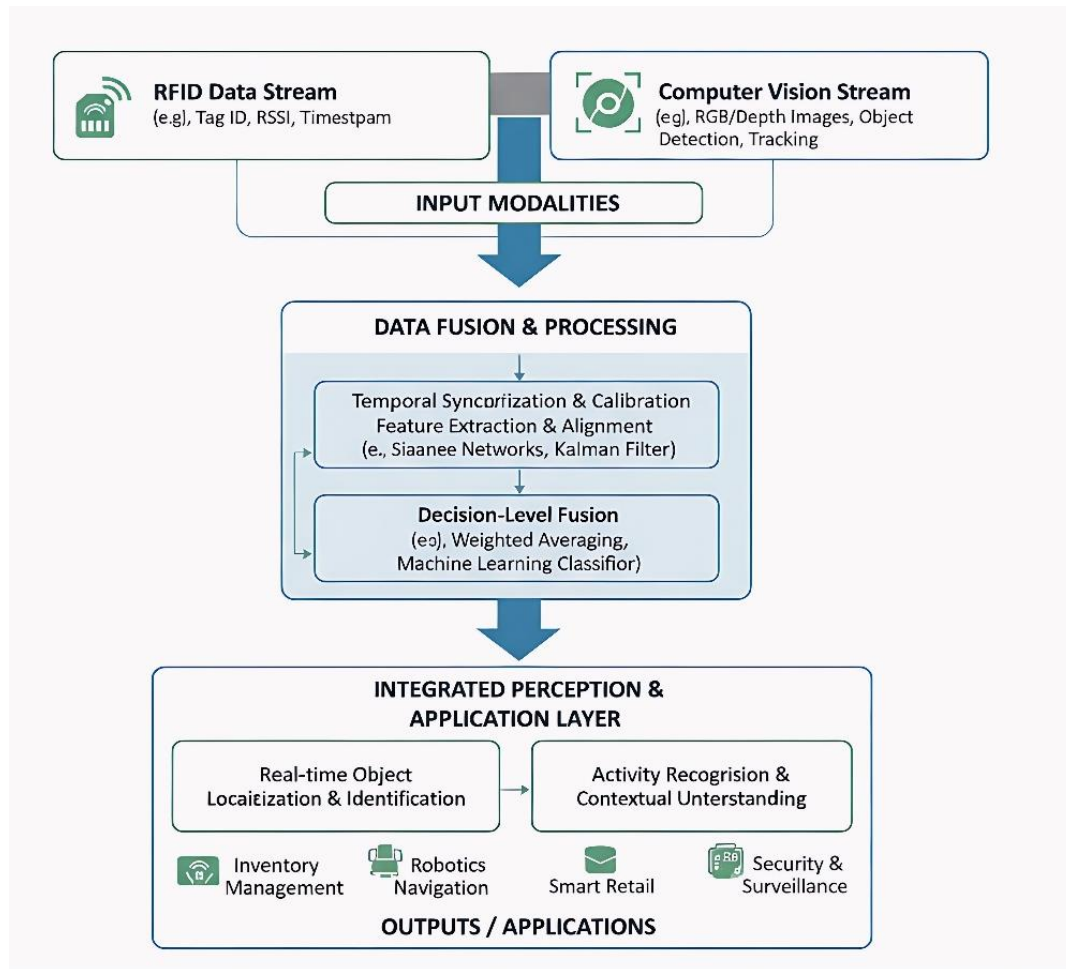 RFID Data Stream
(e.g), Tag ID, RSSI, Timestpam
Computer Vision Stream
(eg), RGB/Depth Images, Object
Detection, Tracking
INPUT MODALITIES
DATA FUSION & PROCESSING
Temporal Syncorfization & Calibration
Feature Extraction & Alignment
(e., Siaanee Networks, Kalman Filter)
Decision-Level Fusion
(eɔ), Weighted Averaging,
Machine Learning Classifior)
INTEGRATED PERCEPTION &
APPLICATION LAYER
Real-time Object
Localization & Identification
Activity Recogrision &
Contextual Unterstanding
Inventory
Management
Robotics
Navigation
Smart Retail
Security &
Surveillance
OUTPUTS / APPLICATIONS